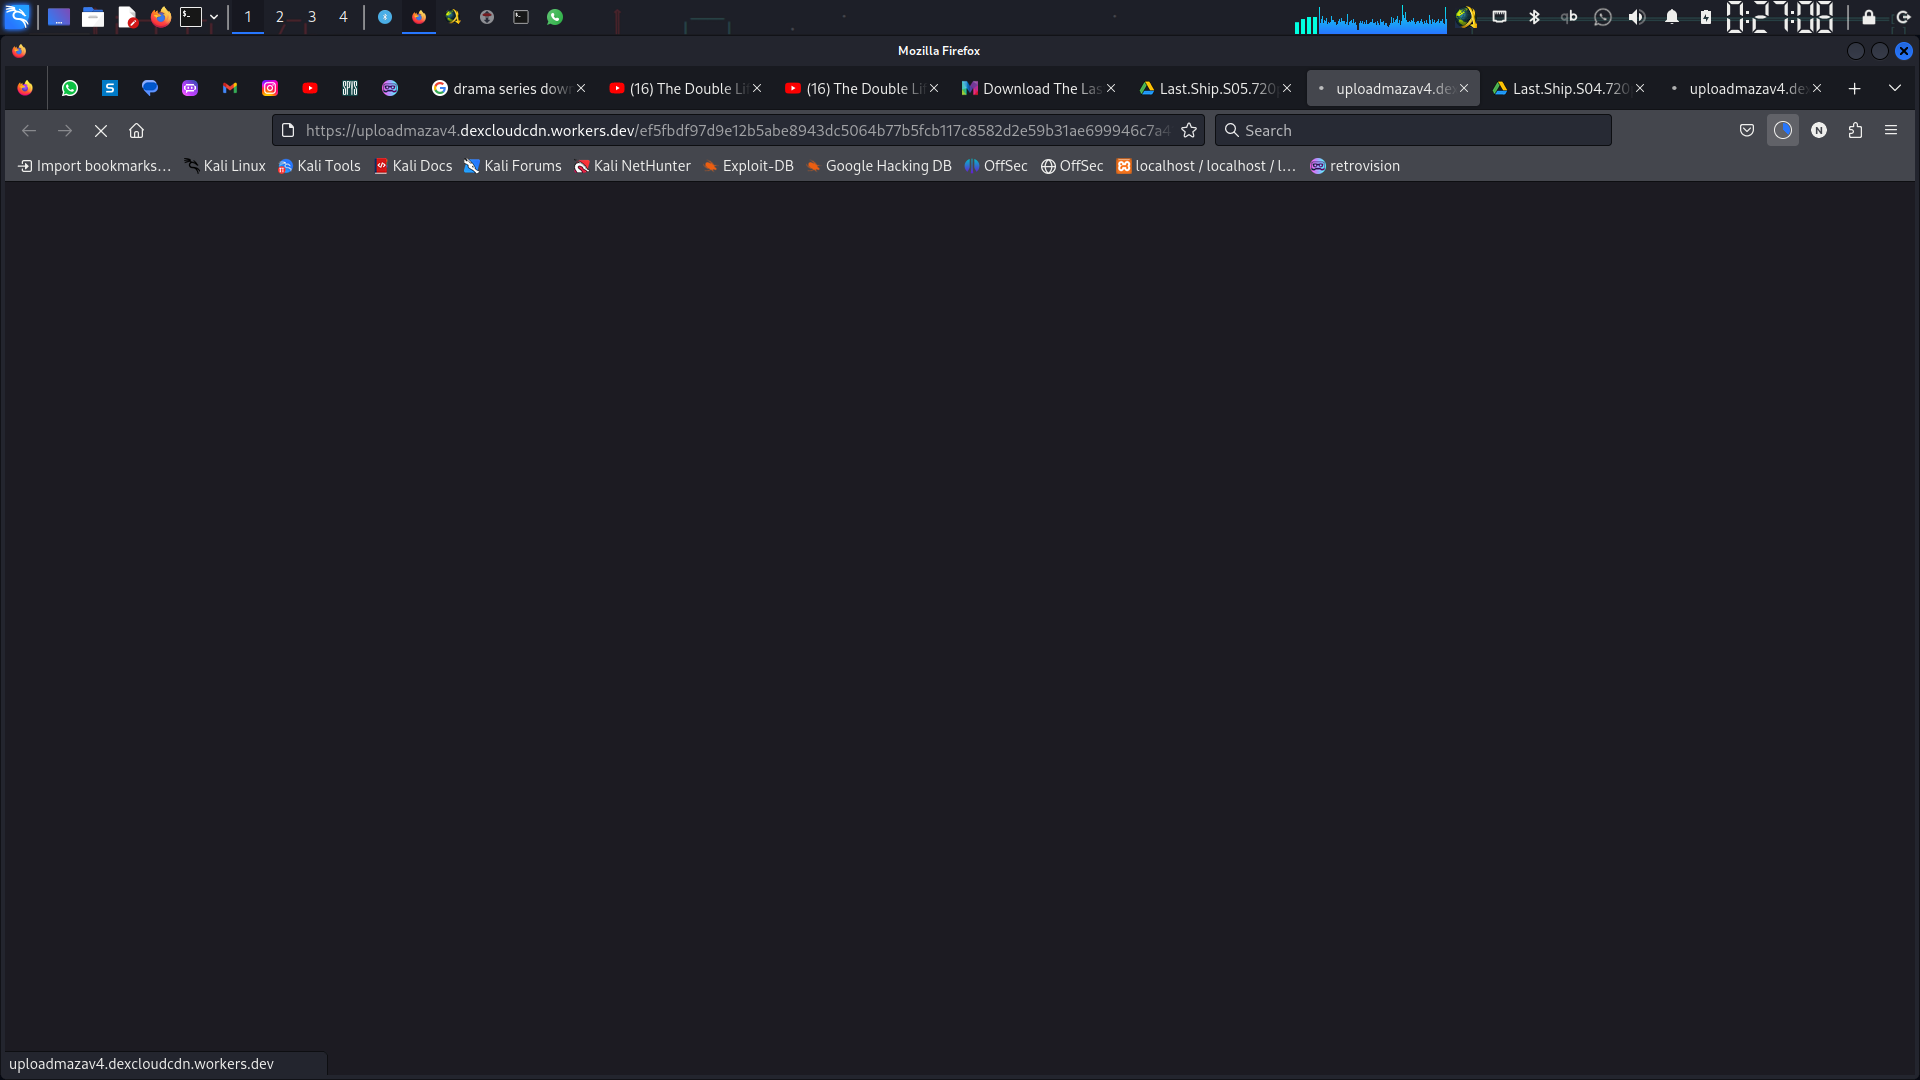 1 2 3 4
0:27:08
Mozilla Firefox
drama series dow
(16) The Double Li
(16) The Double Li
Download The Las
Last.Ship.S05.720
uploadmazav4.de
Last.Ship.S04.720
uploadmazav4.de
https://uploadmazav4.dexcloudcdn.workers.dev/ef5fbdf97d9e12b5abe8943dc5064b77b5fcb117c8582d2e59b31ae699946c7a4
Search
Import bookmarks... Kali Linux Kali Tools Kali Docs Kali Forums Kali NetHunter Exploit-DB Google Hacking DB OffSec OffSec localhost / localhost / l... retrovision
uploadmazav4.dexcloudcdn.workers.dev